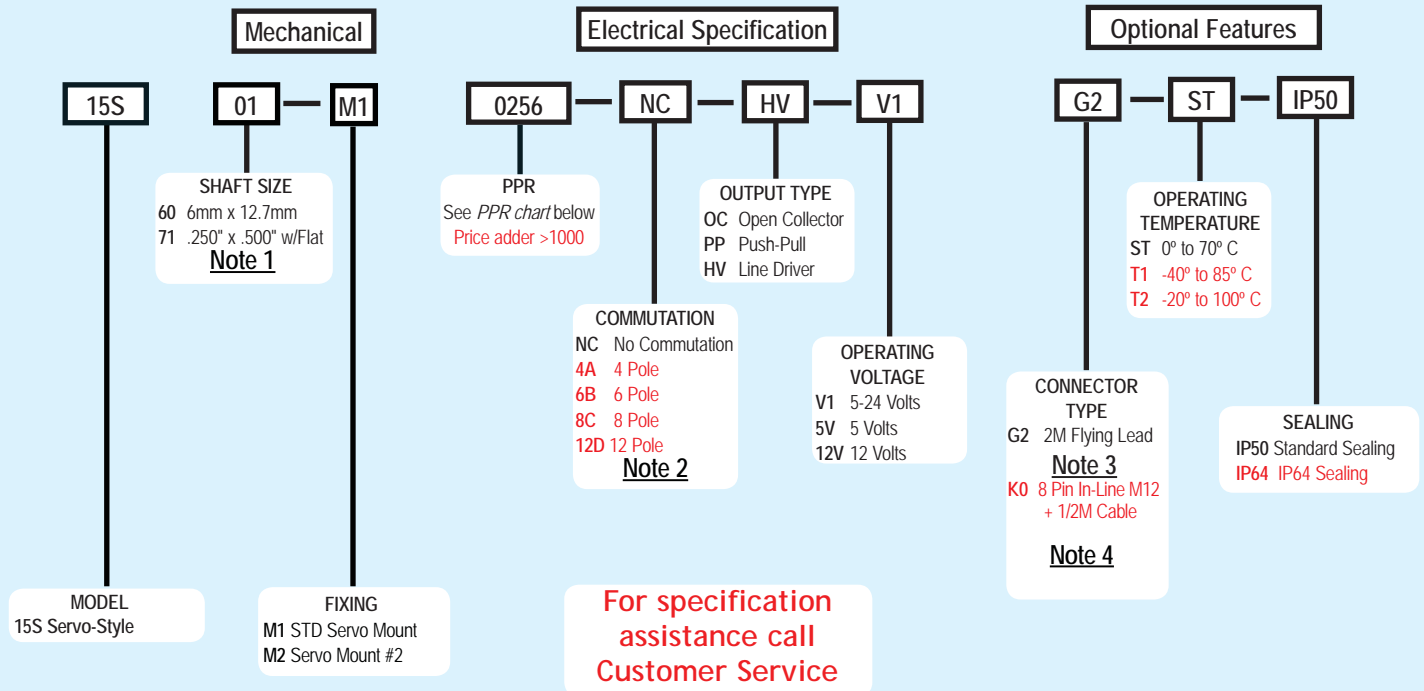 Mechanical
Electrical Specification
Optional Features
15S
01
M1
0256
NC
HV
V1
G2
ST
IP50
SHAFT SIZE
60 6mm x 12.7mm
71 .250" x .500" w/Flat
Note 1
PPR
See PPR chart below
Price adder >1000
OUTPUT TYPE
OC Open Collector
PP Push-Pull
HV Line Driver
OPERATING
TEMPERATURE
ST 0º to 70º C
T1 -40º to 85º C
T2 -20º to 100º C
COMMUTATION
NC No Commutation
4A 4 Pole
6B 6 Pole
8C 8 Pole
12D 12 Pole
Note 2
OPERATING
VOLTAGE
V1 5-24 Volts
5V 5 Volts
12V 12 Volts
CONNECTOR
TYPE
G2 2M Flying Lead
Note 3
K0 8 Pin In-Line M12
+ 1/2M Cable
Note 4
SEALING
IP50 Standard Sealing
IP64 IP64 Sealing
MODEL
15S Servo-Style
FIXING
M1 STD Servo Mount
M2 Servo Mount #2
For specification
assistance call
Customer Service